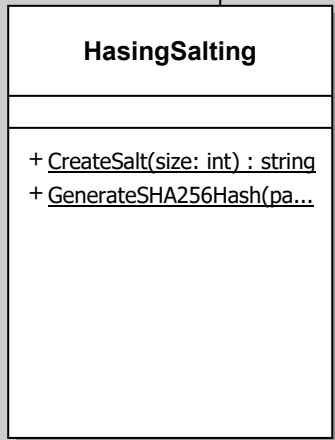 HasingSalting
+ CreateSalt(size: int) : string
+ GenerateSHA256Hash(pa...